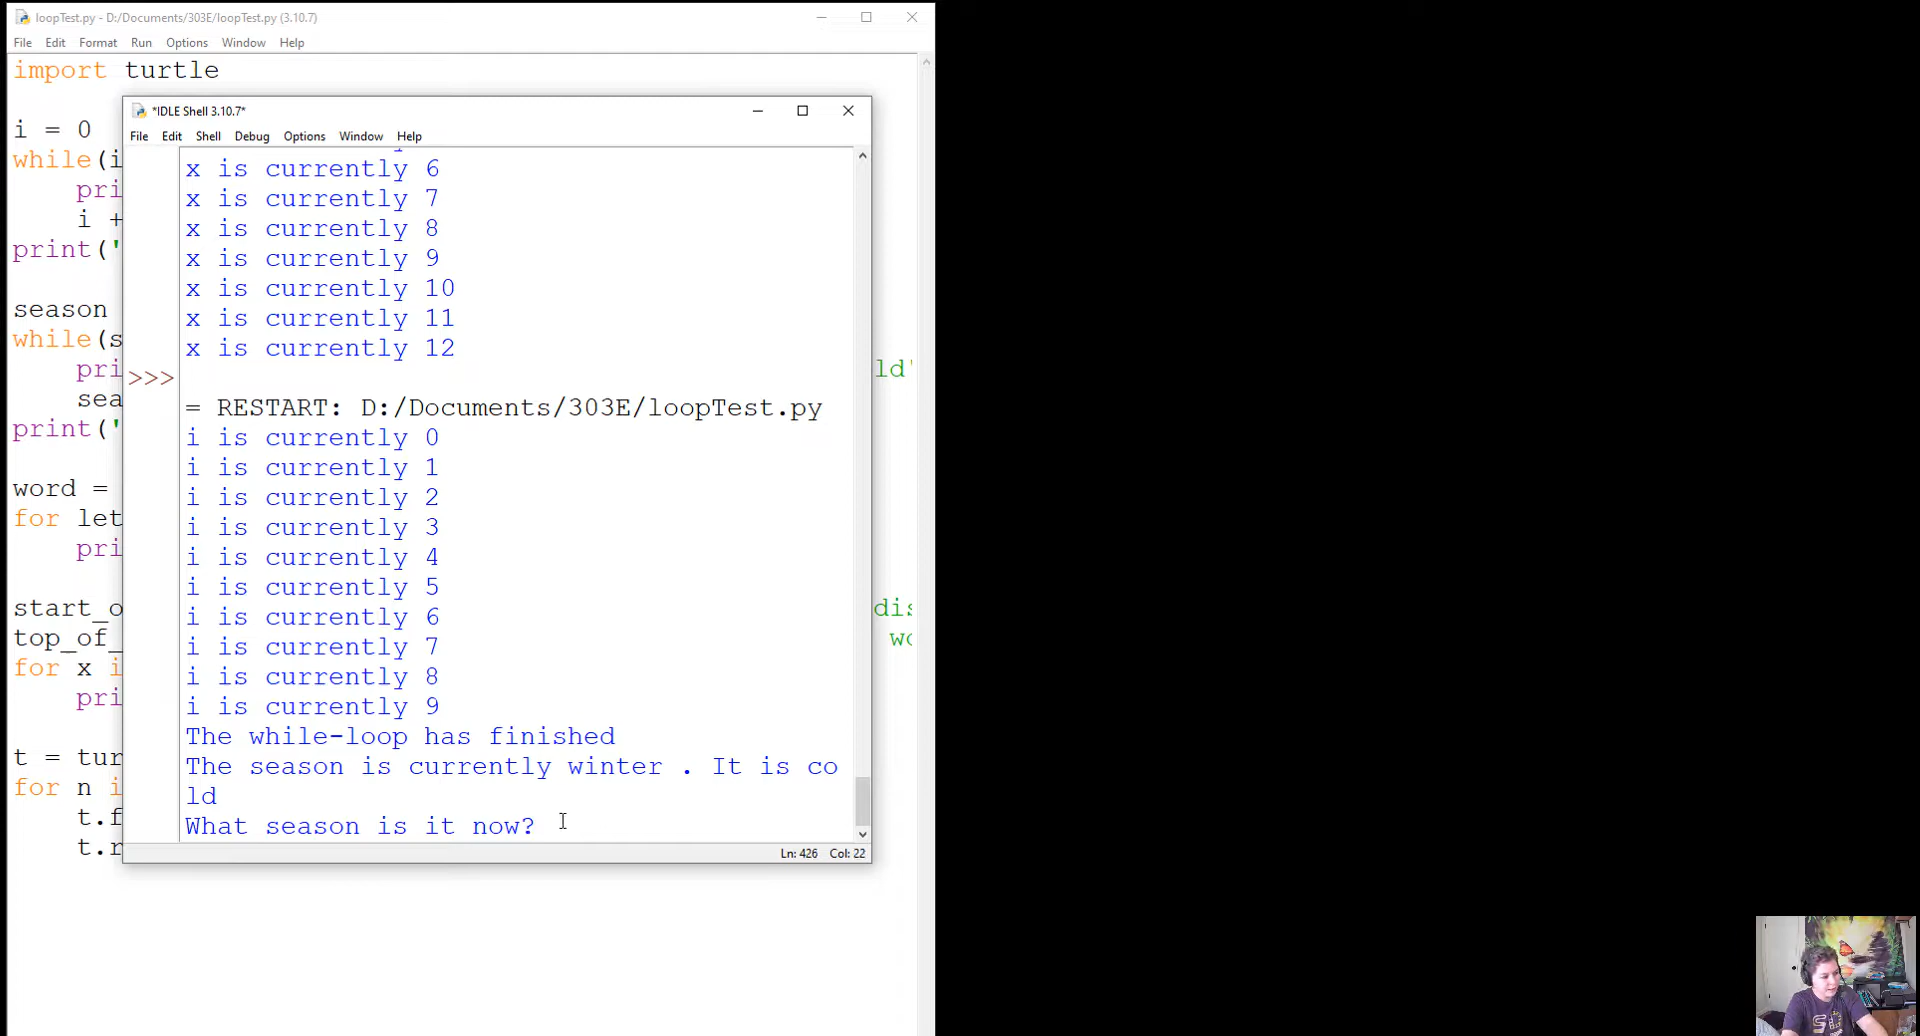 loopTest.py - D:/Documents/303E/loopTest.py (3.10.7)
File Edit Format Run Options Window Help
import turtle
i = 0
while(i
pri
i +
print('
season
while(s
pri
ld'
sea
print('
word =
for let
pri
start_o
dis
top_of_
wo
for x i
pri
t = tur
for n i
t.f
t.r
*IDLE Shell 3.10.7*
File Edit Shell Debug Options Window Help
x is currently 6
x is currently 7
x is currently 8
x is currently 9
x is currently 10
x is currently 11
x is currently 12
>>>
= RESTART: D:/Documents/303E/loopTest.py
i is currently 0
i is currently 1
i is currently 2
i is currently 3
i is currently 4
i is currently 5
i is currently 6
i is currently 7
i is currently 8
i is currently 9
The while-loop has finished
The season is currently winter . It is co
ld
What season is it now?
Ln: 426 Col: 22